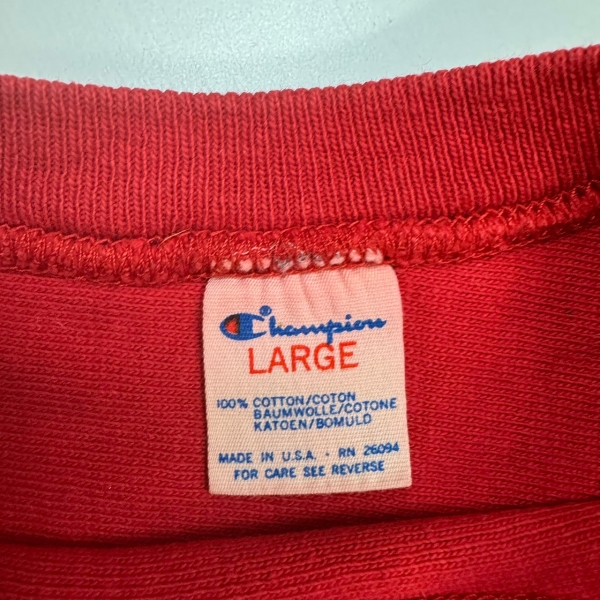 Champion®
LARGE
100% COTTON/COTON
BAUMWOLLE/COTONE
KATOEN/BOMULD
MADE IN U.S.A. · RN 26094
FOR CARE SEE REVERSE